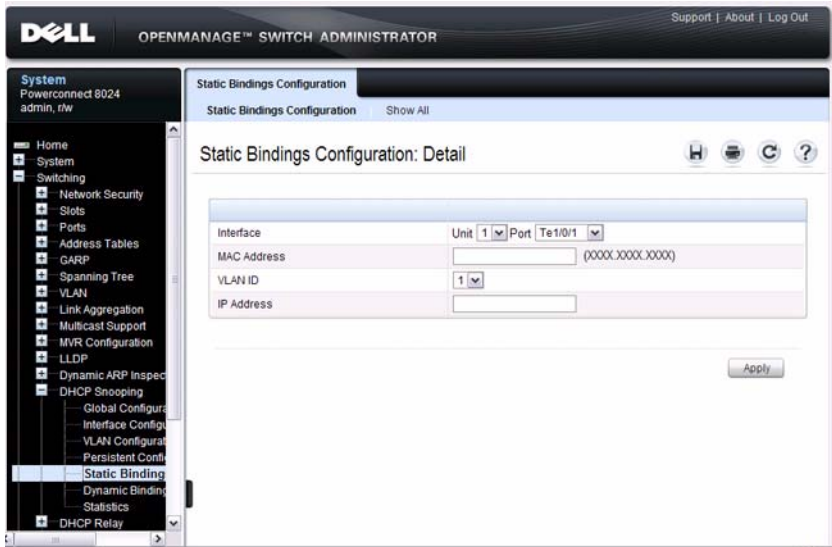 Support | About | Log Out
DELL OPENMANAGE™ SWITCH ADMINISTRATOR
System
Powerconnect 8024
admin, r/w
Home
System
Switching
Network Security
Slots
Ports
Address Tables
GARP
Spanning Tree
VLAN
Link Aggregation
Multicast Support
MVR Configuration
LLDP
Dynamic ARP Inspec
DHCP Snooping
Global Configura
Interface Configu
VLAN Configurat
Persistent Confi
Static Binding
Dynamic Binding
Statistics
DHCP Relay
Static Bindings Configuration
Static Bindings Configuration Show All
Static Bindings Configuration: Detail
Interface Unit 1 Port Te1/0/1
MAC Address (XXXX.XXXX.XXXX)
VLAN ID 1
IP Address
Apply